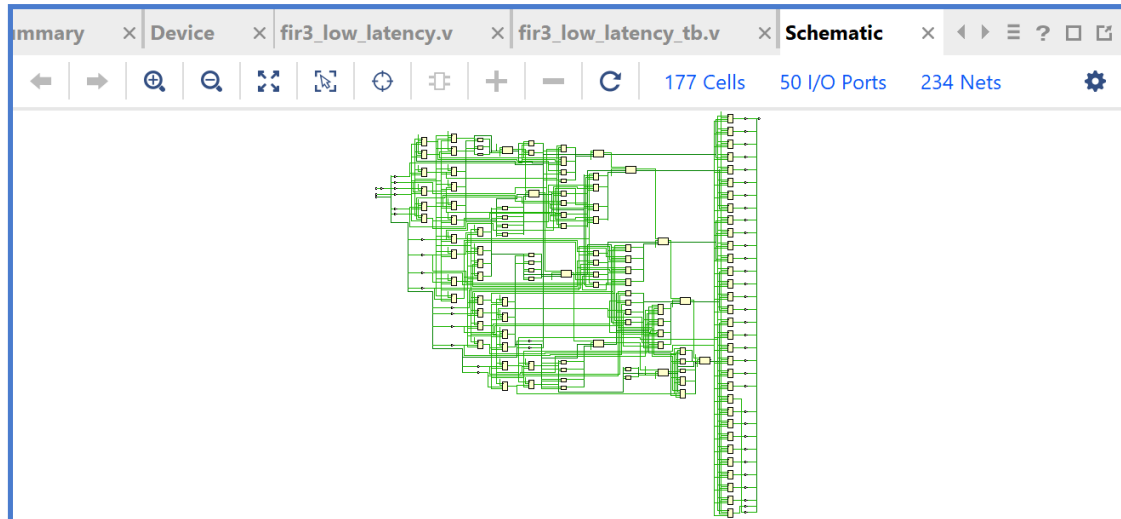 mmary Device fir3_low_latency.v fir3_low_latency_tb.v Schematic ?
177 Cells 50 I/O Ports 234 Nets